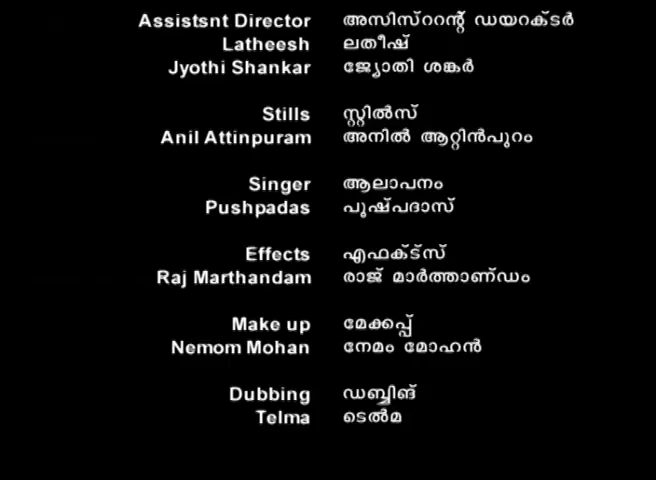 Assistsnt Director അസിസ്ററന്റ് ഡയറക്ടർ
Latheesh ലതീഷ്
Jyothi Shankar ജ്യോതി ശങ്കർ
Stills സ്റ്റിൽസ്
Anil Attinpuram അനിൽ ആറ്റിൻപുറം
Singer ആലാപനം
Pushpadas പൂഷ്പദാസ്
Effects എഫക്ട്സ്
Raj Marthandam രാജ് മാർത്താണ്ഡം
Make up മേക്കപ്പ്
Nemom Mohan നേമം മോഹൻ
Dubbing ഡബ്ബിങ്
Telma ടെൽമ